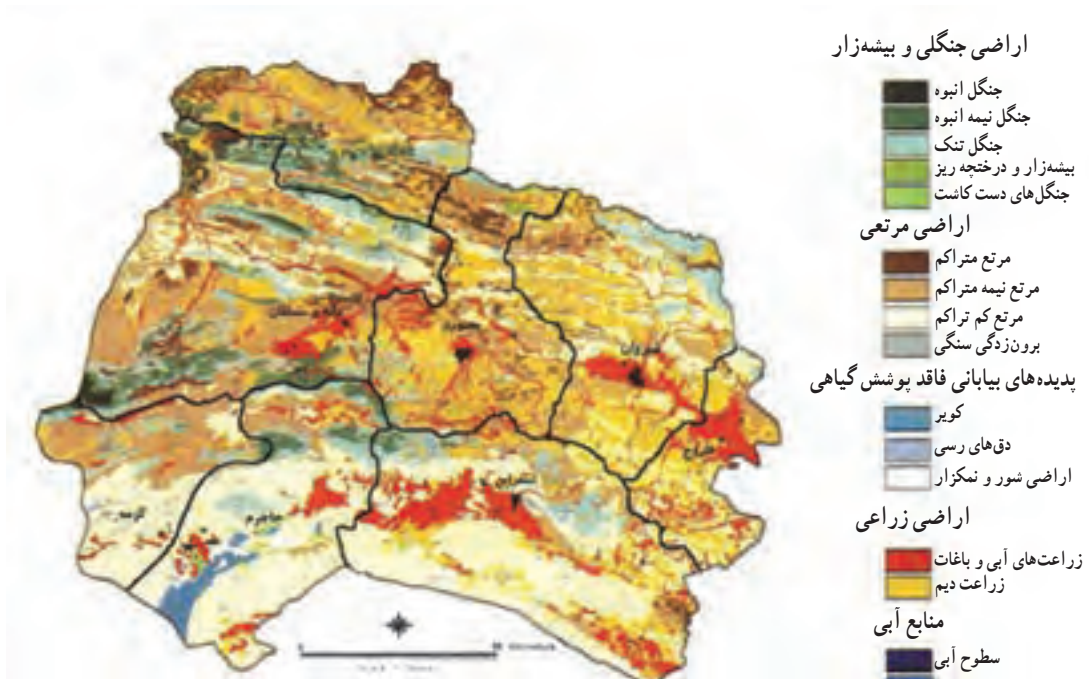 اراضی جنگلی و بیشه‌زار
جنگل انبوه
جنگل نیمه انبوه
جنگل تنک
بیشه‌زار و درختچه ریز
جنگل‌های دست کاشت
اراضی مرتعی
مرتع متراکم
مرتع نیمه متراکم
مرتع کم تراکم
برون‌زدگی سنگی
پدیده‌های بیابانی فاقد پوشش گیاهی
کویر
دق‌های رسی
اراضی شور و نمکزار
اراضی زراعی
زراعت‌های آبی و باغات
زراعت دیم
منابع آبی
سطوح آبی
بجنورد
شیروان
اسفراین
جاجرم
گرمه